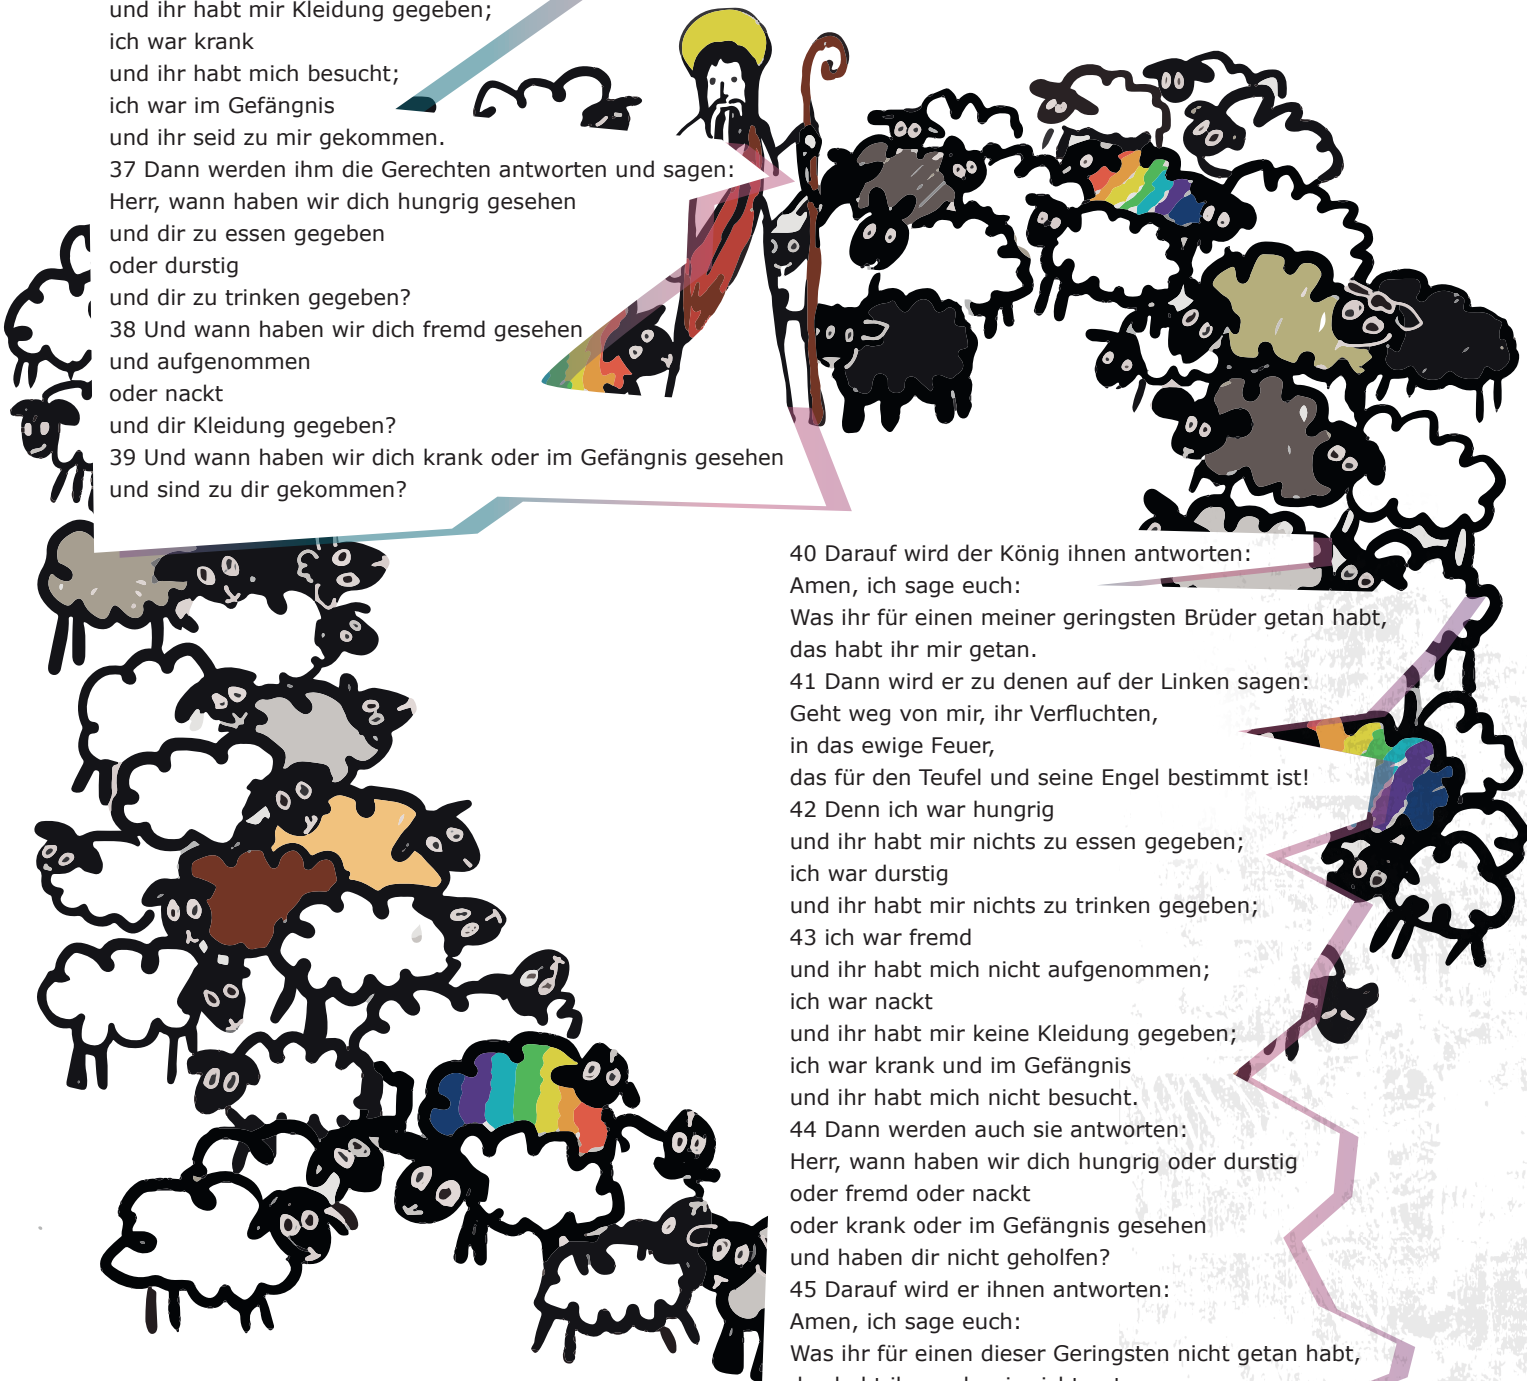 und ihr habt mir Kleidung gegeben;
ich war krank
und ihr habt mich besucht;
ich war im Gefängnis
und ihr seid zu mir gekommen.
37 Dann werden ihm die Gerechten antworten und sagen:
Herr, wann haben wir dich hungrig gesehen
und dir zu essen gegeben
oder durstig
und dir zu trinken gegeben?
38 Und wann haben wir dich fremd gesehen
und aufgenommen
oder nackt
und dir Kleidung gegeben?
39 Und wann haben wir dich krank oder im Gefängnis gesehen
und sind zu dir gekommen?
40 Darauf wird der König ihnen antworten:
Amen, ich sage euch:
Was ihr für einen meiner geringsten Brüder getan habt,
das habt ihr mir getan.
41 Dann wird er zu denen auf der Linken sagen:
Geht weg von mir, ihr Verfluchten,
in das ewige Feuer,
das für den Teufel und seine Engel bestimmt ist!
42 Denn ich war hungrig
und ihr habt mir nichts zu essen gegeben;
ich war durstig
und ihr habt mir nichts zu trinken gegeben;
43 ich war fremd
und ihr habt mich nicht aufgenommen;
ich war nackt
und ihr habt mir keine Kleidung gegeben;
ich war krank und im Gefängnis
und ihr habt mich nicht besucht.
44 Dann werden auch sie antworten:
Herr, wann haben wir dich hungrig oder durstig
oder fremd oder nackt
oder krank oder im Gefängnis gesehen
und haben dir nicht geholfen?
45 Darauf wird er ihnen antworten:
Amen, ich sage euch:
Was ihr für einen dieser Geringsten nicht getan habt,